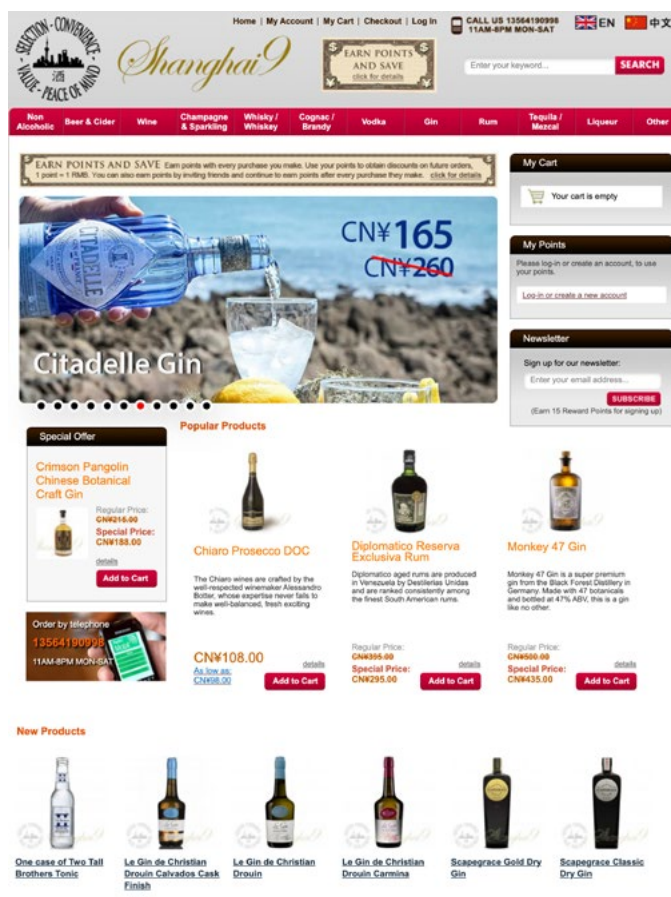 SELECTION - CONVENIENCE - VALUE - PEACE OF MIND
酒
Shanghai9
Home | My Account | My Cart | Checkout | Log In
CALL US 13564190998
11AM-8PM MON-SAT
EN
中文
EARN POINTS
AND SAVE
click for details
Enter your keyword...
SEARCH
Non
Alcoholic
Beer & Cider
Wine
Champagne
& Sparkling
Whisky /
Whiskey
Cognac /
Brandy
Vodka
Gin
Rum
Tequila /
Mezcal
Liqueur
Other
EARN POINTS AND SAVE Earn points with every purchase you make. Use your points to obtain discounts on future orders,
1 point = 1 RMB. You can also earn points by inviting friends and continue to earn points after every purchase they make. click for details
CITADELLE
CN¥165
CN¥260
Citadelle Gin
My Cart
Your cart is empty
My Points
Please log-in or create an account, to use
your points.
Log-in or create a new account
Newsletter
Sign up for our newsletter:
Enter your email address...
SUBSCRIBE
(Earn 15 Reward Points for signing up)
Special Offer
Crimson Pangolin
Chinese Botanical
Craft Gin
Regular Price:
CN¥215.00
Special Price:
CN¥188.00
details
Add to Cart
Order by telephone
13564190998
11AM-8PM MON-SAT
Popular Products
Chiaro Prosecco DOC
The Chiaro wines are crafted by the
well-respected winemaker Alessandro
Botter, whose expertise never fails to
make well-balanced, fresh exciting
wines.
CN¥108.00
As low as:
CN¥98.00
details
Add to Cart
Diplomatico Reserva
Exclusiva Rum
Diplomatico aged rums are produced
in Venezuela by Destilerias Unidas
and are ranked consistently among
the finest South American rums.
Regular Price:
CN¥395.00
Special Price:
CN¥295.00
details
Add to Cart
Monkey 47 Gin
Monkey 47 Gin is a super premium
gin from the Black Forest Distillery in
Germany. Made with 47 botanicals
and bottled at 47% ABV, this is a gin
like no other.
Regular Price:
CN¥500.00
Special Price:
CN¥435.00
details
Add to Cart
New Products
One case of Two Tall
Brothers Tonic
Le Gin de Christian
Drouin Calvados Cask
Finish
Le Gin de Christian
Drouin
Le Gin de Christian
Drouin Carmina
Scapegrace Gold Dry
Gin
Scapegrace Classic
Dry Gin